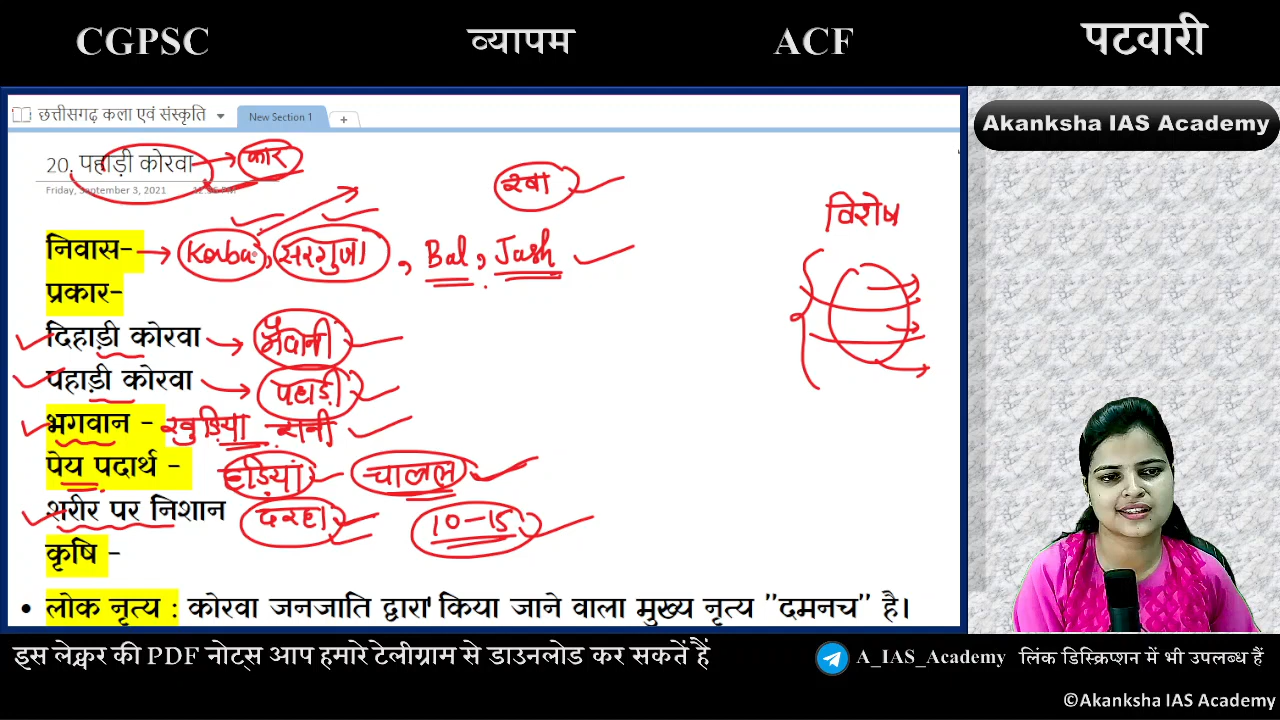 CGPSC व्यापम ACF पटवारी
छत्तीसगढ़ कला एवं संस्कृति New Section 1 +
Akanksha IAS Academy
20. पहाड़ी कोरवा कार
Friday, September 3, 2021
रबा
विशेष
निवास- Korba, सरगुजा, Bal, Jash
प्रकार-
दिहाड़ी कोरवा मैदानी
पहाड़ी कोरवा पहाड़ी
भगवान - खुड़िया रानी
पेय पदार्थ - हडियां चावल
शरीर पर निशान दरहा 10-15
कृषि -
• लोक नृत्य : कोरवा जनजाति द्वारा किया जाने वाला मुख्य नृत्य "दमनच" है।
इस लेक्चर की PDF नोट्स आप हमारे टेलीग्राम से डाउनलोड कर सकतें हैं A_IAS_Academy लिंक डिस्क्रिप्शन में भी उपलब्ध हैं
©Akanksha IAS Academy